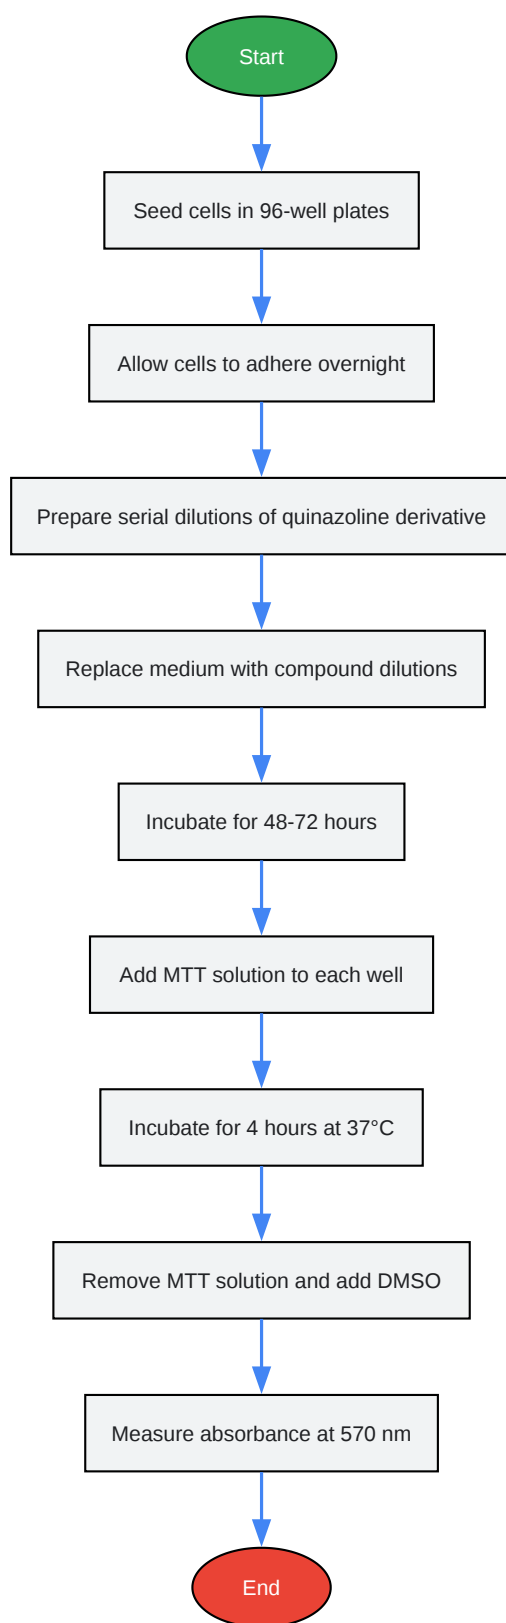 Start
Seed cells in 96-well plates
Allow cells to adhere overnight
Prepare serial dilutions of quinazoline derivative
Replace medium with compound dilutions
Incubate for 48-72 hours
Add MTT solution to each well
Incubate for 4 hours at 37°C
Remove MTT solution and add DMSO
Measure absorbance at 570 nm
End